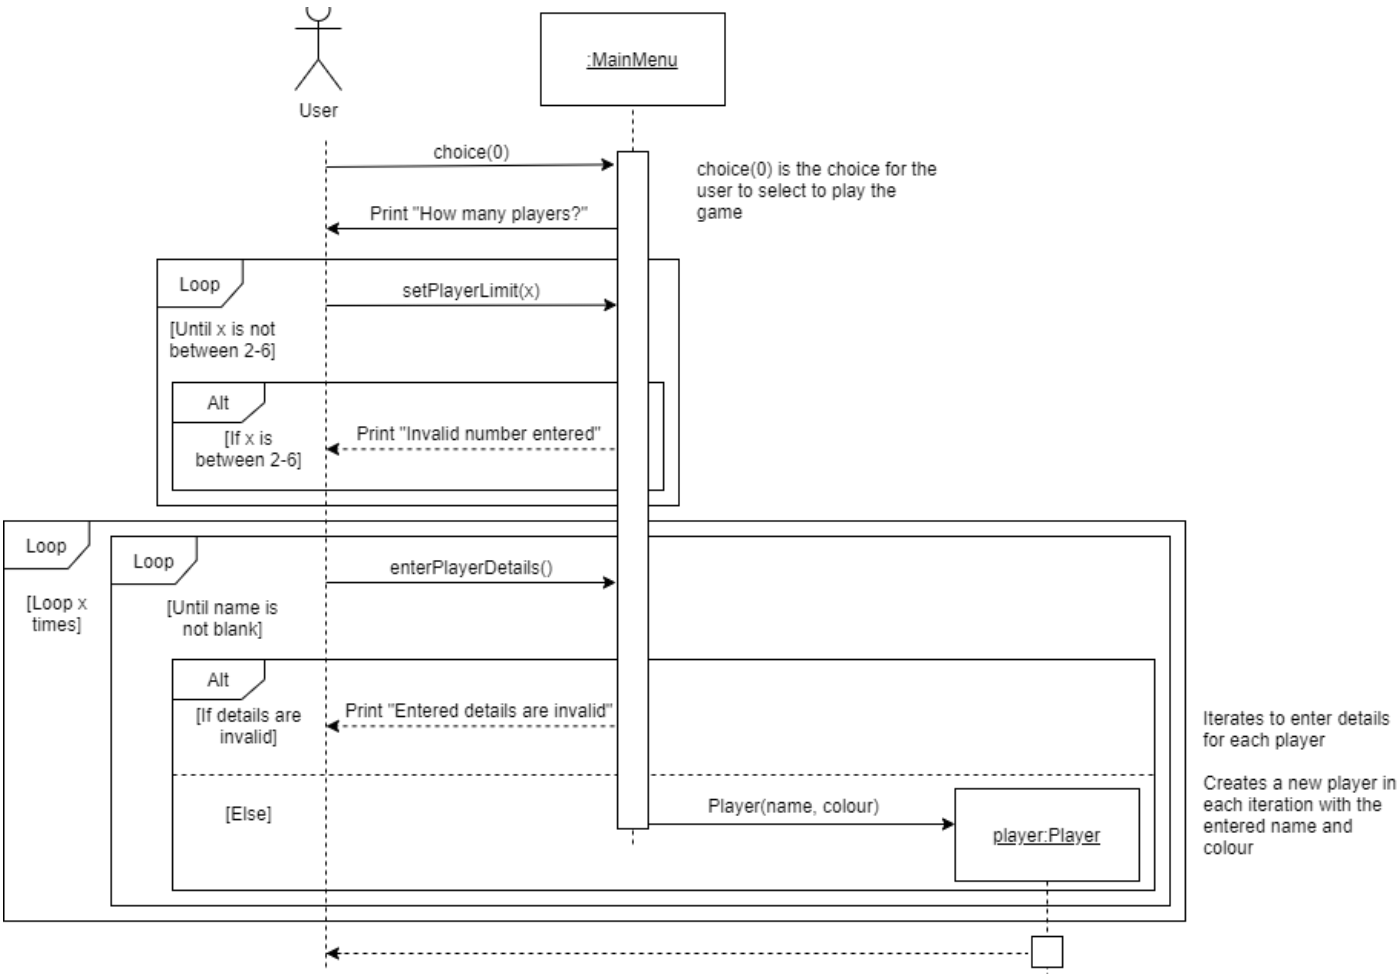 :MainMenu
User
choice(0)
choice(0) is the choice for the
user to select to play the
game
Print "How many players?"
Loop
setPlayerLimit(x)
[Until x is not
between 2-6]
Alt
[If x is
between 2-6]
Print "Invalid number entered"
Loop
Loop
enterPlayerDetails()
[Loop x
times]
[Until name is
not blank]
Alt
[If details are
invalid]
Print "Entered details are invalid"
Iterates to enter details
for each player
Creates a new player in
each iteration with the
entered name and
colour
[Else]
Player(name, colour)
player:Player